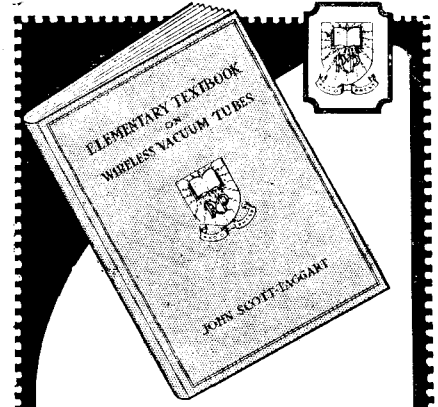 ELEMENTARY TEXTBOOK
ON
WIRELESS VACUUM TUBES
JOHN SCOTT-TAGGART